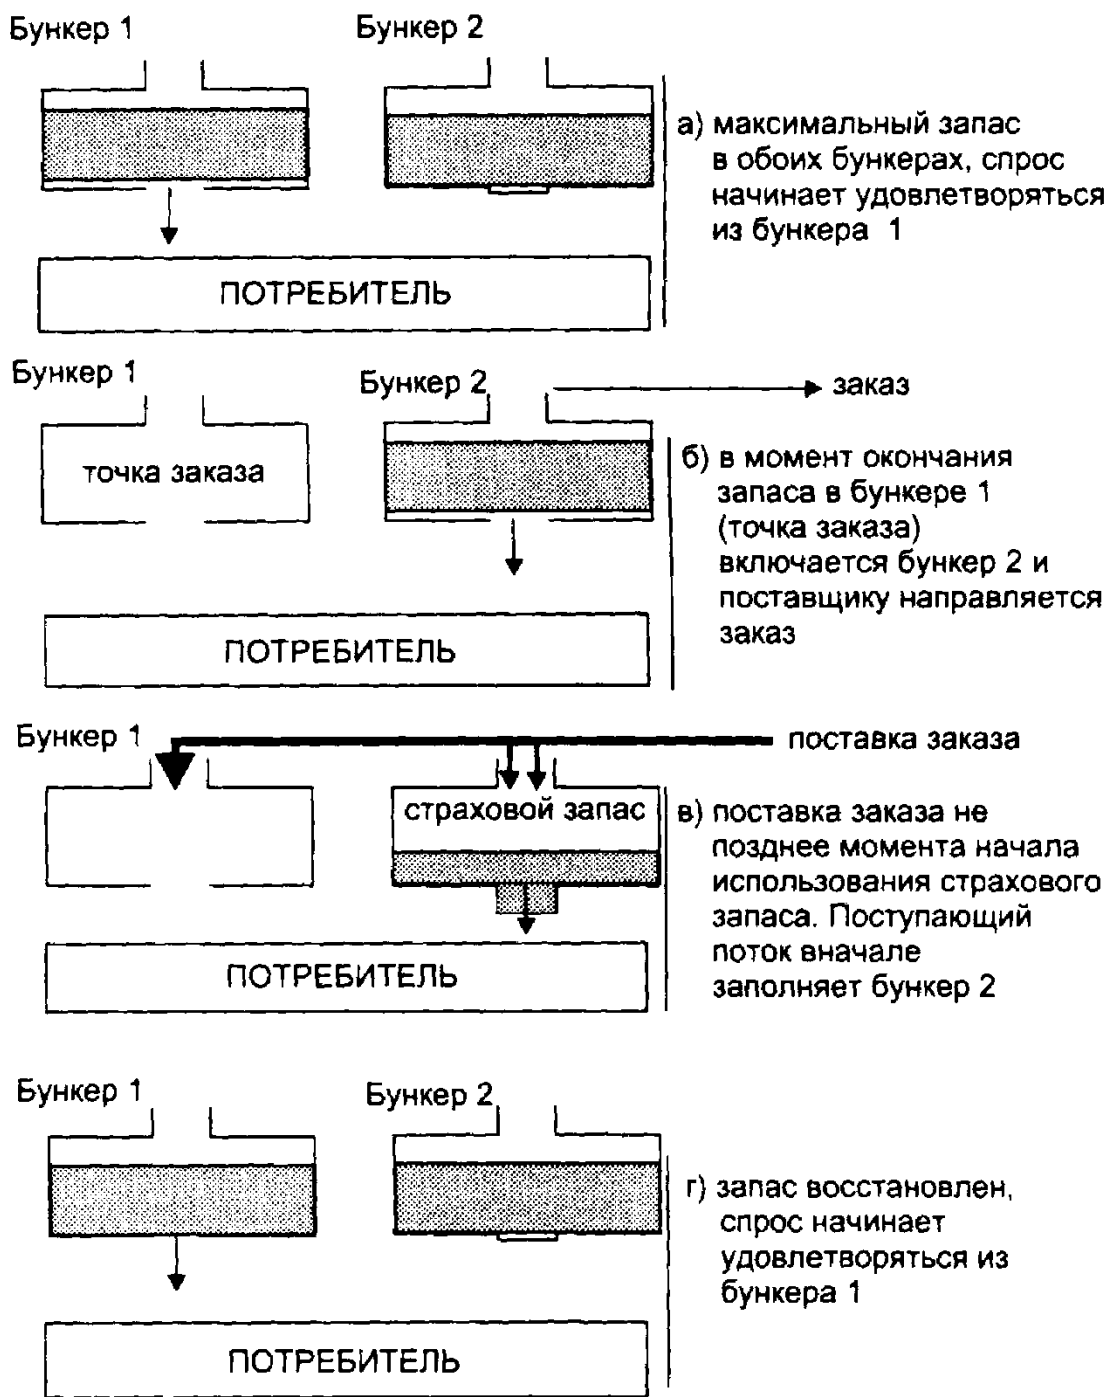 Бункер 1
Бункер 2
а) максимальный запас
в обоих бункерах, спрос
начинает удовлетворяться
из бункера 1
ПОТРЕБИТЕЛЬ
Бункер 1
Бункер 2
заказ
точка заказа
б) в момент окончания
запаса в бункере 1
(точка заказа)
включается бункер 2 и
поставщику направляется
заказ
ПОТРЕБИТЕЛЬ
Бункер 1
поставка заказа
страховой запас
в) поставка заказа не
позднее момента начала
использования страхового
запаса. Поступающий
поток вначале
заполняет бункер 2
ПОТРЕБИТЕЛЬ
Бункер 1
Бункер 2
г) запас восстановлен,
спрос начинает
удовлетворяться из
бункера 1
ПОТРЕБИТЕЛЬ